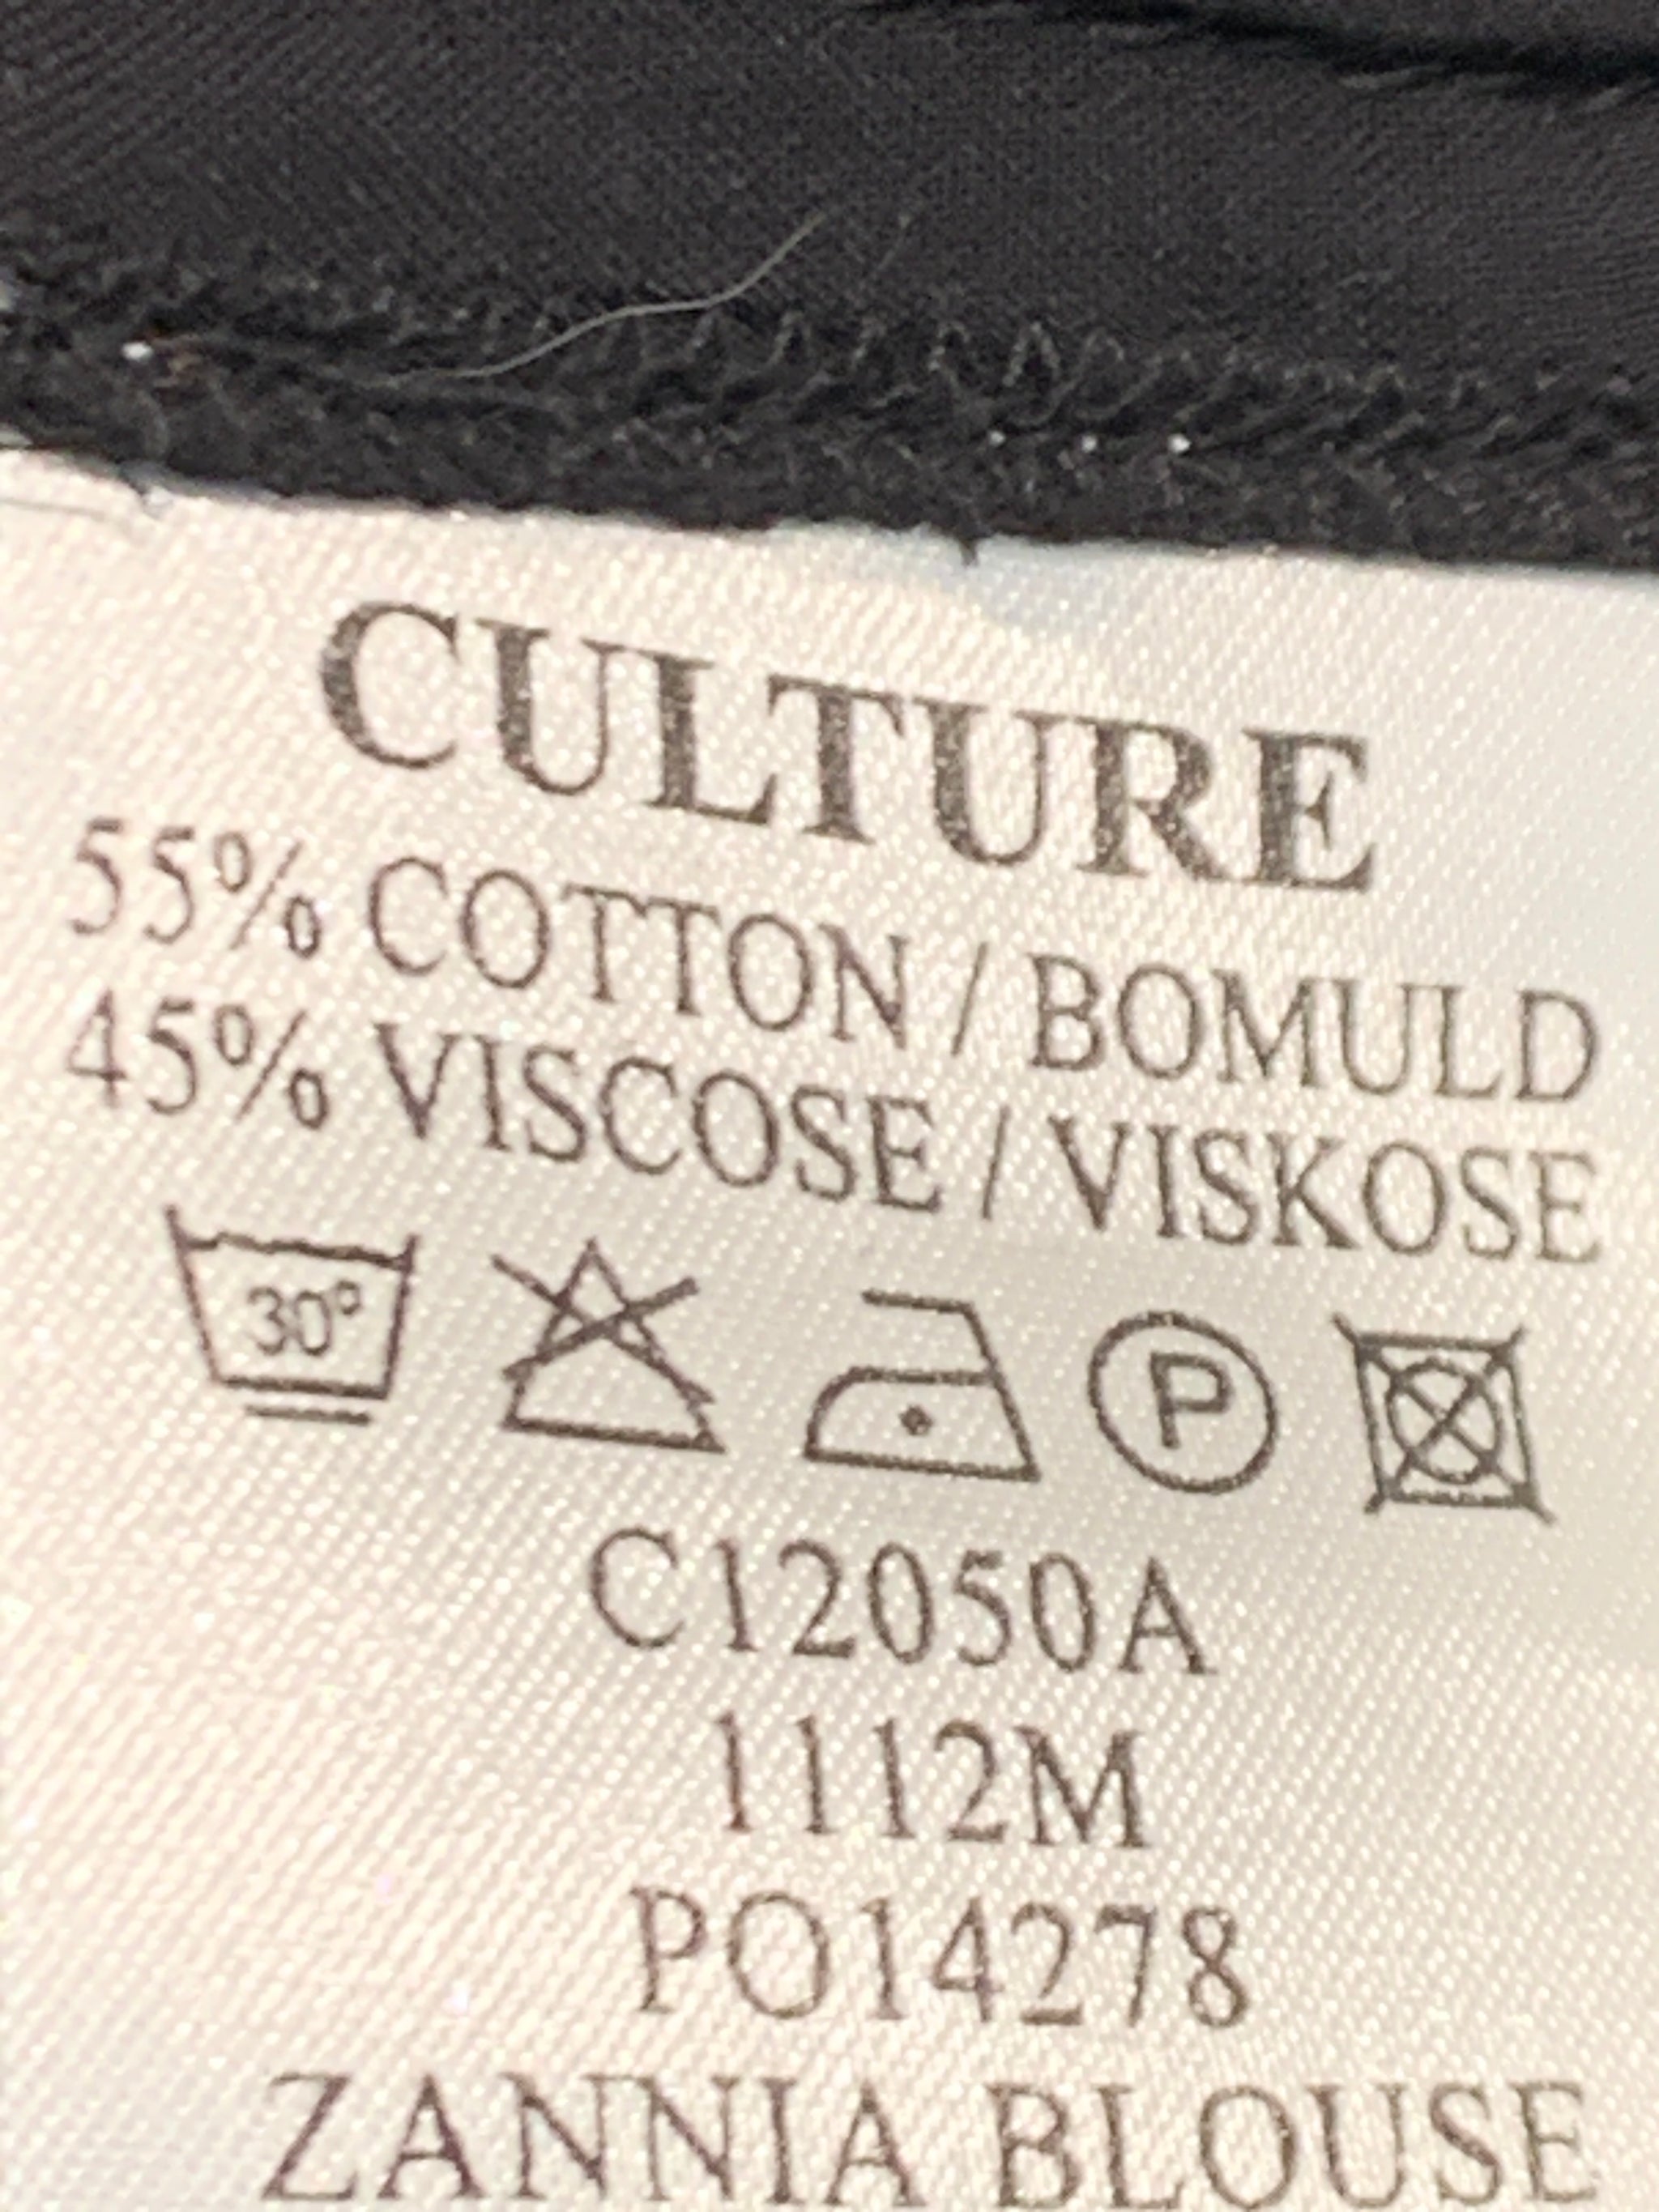 CULTURE
55% COTTON / BOMULD
45% VISCOSE / VISKOSE
30° P
C12050A
1112M
PO14278
ZANNIA BLOUSE